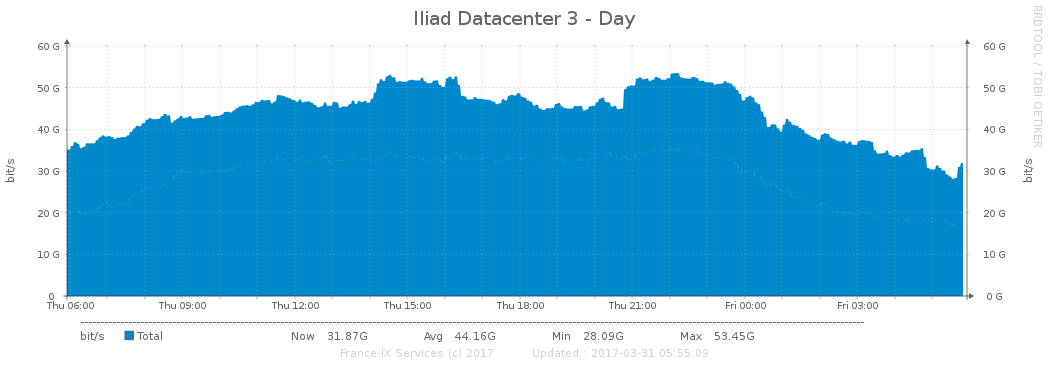 Iliad Datacenter 3 - Day
RRDTOOL / TOBI OETIKER
60 G 60 G
50 G 50 G
40 G 40 G
30 G 30 G
20 G 20 G
10 G 10 G
0 0 G
bit/s bit/s
Thu 06:00 Thu 09:00 Thu 12:00 Thu 15:00 Thu 18:00 Thu 21:00 Fri 00:00 Fri 03:00
bit/s Total Now 31.87G Avg 44.16G Min 28.09G Max 53.45G
France-IX Services (c) 2017 Updated : 2017-03-31 05:55:09